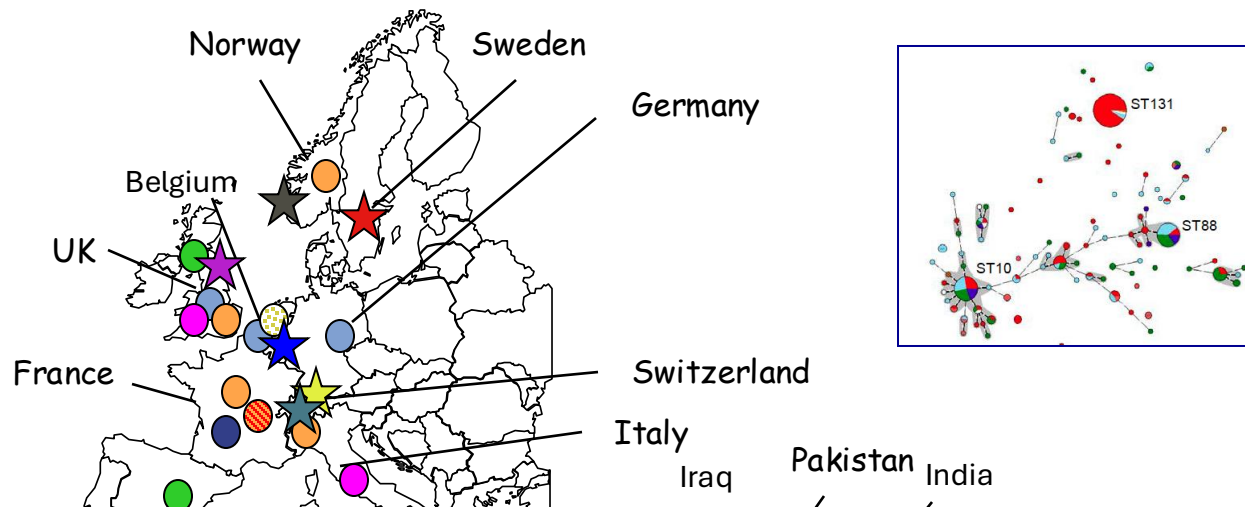 Norway
Sweden
Germany
ST131
Belgium
UK
ST88
ST10
France
Switzerland
Italy
Iraq
Pakistan
India